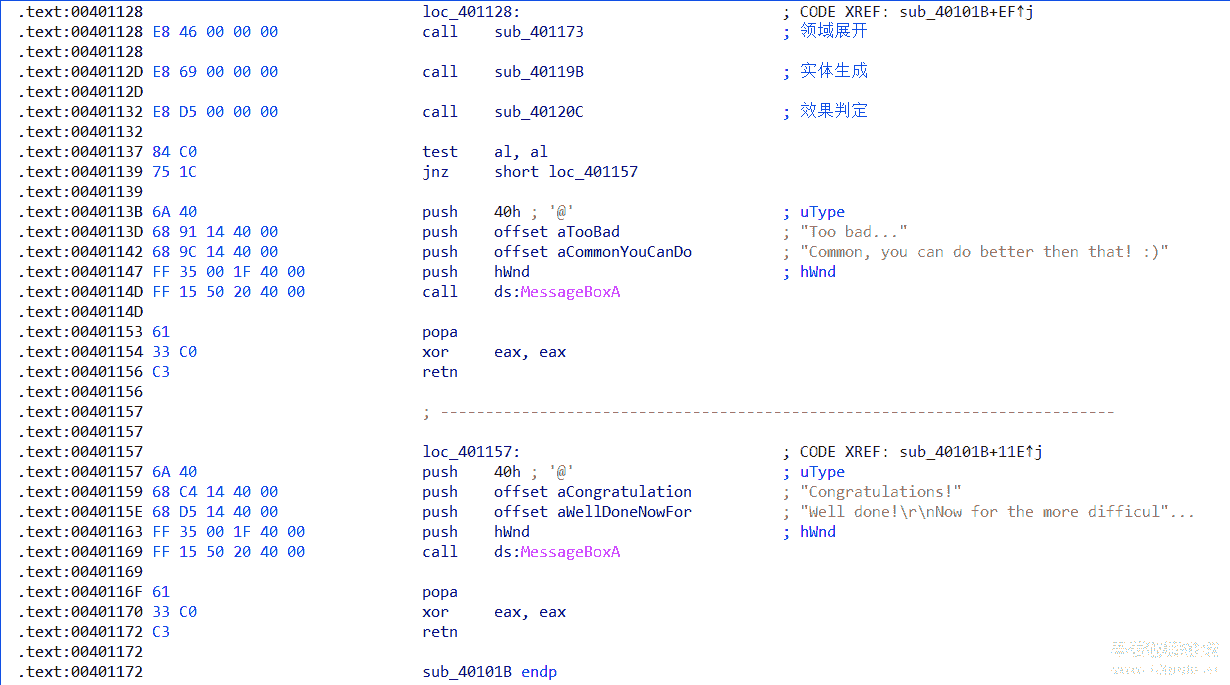 .text:00401128 loc_401128: ; CODE XREF: sub_40101B+EF↑j
.text:00401128 E8 46 00 00 00 call sub_401173 ; 领域展开
.text:00401128
.text:0040112D E8 69 00 00 00 call sub_40119B ; 实体生成
.text:0040112D
.text:00401132 E8 D5 00 00 00 call sub_40120C ; 效果判定
.text:00401132
.text:00401137 84 C0 test al, al
.text:00401139 75 1C jnz short loc_401157
.text:00401139
.text:0040113B 6A 40 push 40h ; '@' ; uType
.text:0040113D 68 91 14 40 00 push offset aTooBad ; "Too bad..."
.text:00401142 68 9C 14 40 00 push offset aCommonYouCanDo ; "Common, you can do better then that! :)"
.text:00401147 FF 35 00 1F 40 00 push hWnd ; hWnd
.text:0040114D FF 15 50 20 40 00 call ds:MessageBoxA
.text:0040114D
.text:00401153 61 popa
.text:00401154 33 C0 xor eax, eax
.text:00401156 C3 retn
.text:00401156
.text:00401157 ; ---------------------------------------------------------------------------
.text:00401157
.text:00401157 loc_401157: ; CODE XREF: sub_40101B+11E↑j
.text:00401157 6A 40 push 40h ; '@' ; uType
.text:00401159 68 C4 14 40 00 push offset aCongratulation ; "Congratulations!"
.text:0040115E 68 D5 14 40 00 push offset aWellDoneNowFor ; "Well done!\r\nNow for the more difficul"...
.text:00401163 FF 35 00 1F 40 00 push hWnd ; hWnd
.text:00401169 FF 15 50 20 40 00 call ds:MessageBoxA
.text:00401169
.text:0040116F 61 popa
.text:00401170 33 C0 xor eax, eax
.text:00401172 C3 retn
.text:00401172
.text:00401172 sub_40101B endp